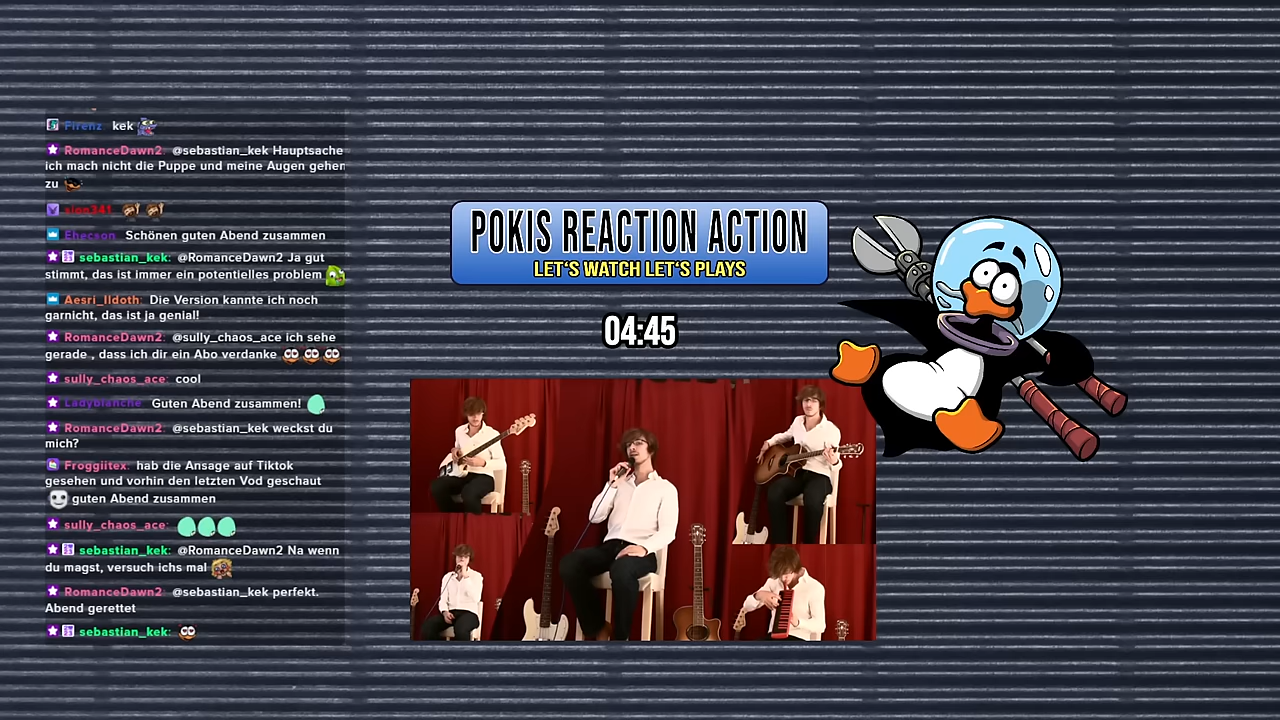 Firenz: kek
RomanceDawn2: @sebastian_kek Hauptsache
ich mach nicht die Puppe und meine Augen gehen
zu
Ehecson: Schönen guten Abend zusammen
sebastian_kek: @RomanceDawn2 Ja gut
stimmt, das ist immer ein potentielles problem
Aesri_Ildoth: Die Version kannte ich noch
garnicht, das ist ja genial!
RomanceDawn2: @sully_chaos_ace ich sehe
gerade , dass ich dir ein Abo verdanke
sully_chaos_ace: cool
Ladyblanche: Guten Abend zusammen!
RomanceDawn2: @sebastian_kek weckst du
mich?
Froggiitex: hab die Ansage auf Tiktok
gesehen und vorhin den letzten Vod geschaut
guten Abend zusammen
sully_chaos_ace:
sebastian_kek: @RomanceDawn2 Na wenn
du magst, versuch ichs mal
RomanceDawn2: @sebastian_kek perfekt.
Abend gerettet
sebastian_kek:
POKIS REACTION ACTION
LET'S WATCH LET'S PLAYS
04:45